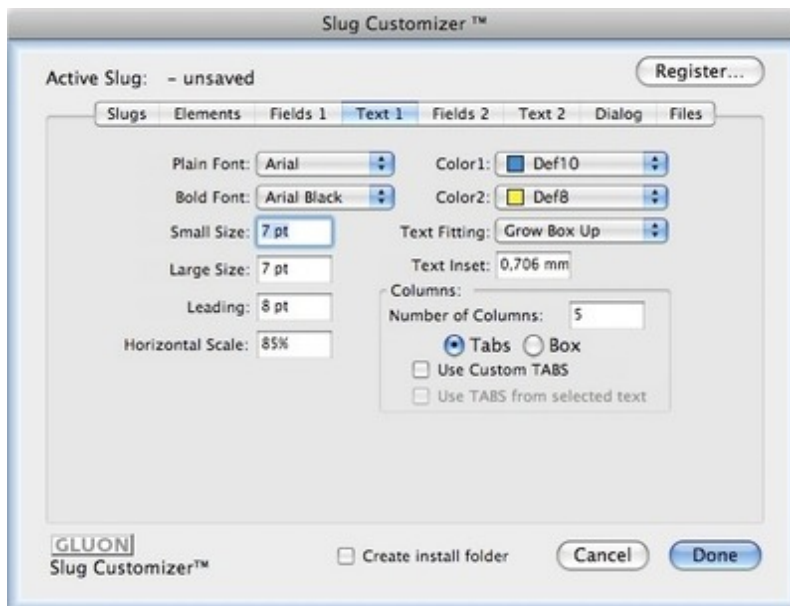 Slug Customizer ™
Active Slug: - unsaved
Register...
Slugs Elements Fields 1 Text 1 Fields 2 Text 2 Dialog Files
Plain Font: Arial
Bold Font: Arial Black
Small Size: 7 pt
Large Size: 7 pt
Leading: 8 pt
Horizontal Scale: 85%
Color1: Def10
Color2: Def8
Text Fitting: Grow Box Up
Text Inset: 0,706 mm
Columns:
Number of Columns: 5
Tabs Box
Use Custom TABS
Use TABS from selected text
GLUON
Slug Customizer™
Create install folder
Cancel Done